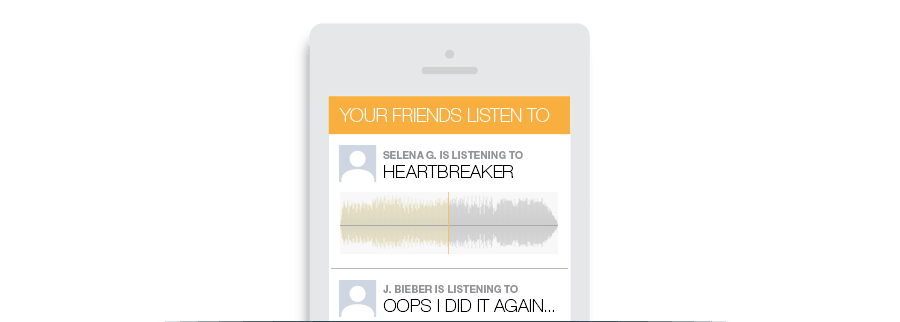 YOUR FRIENDS LISTEN TO
SELENA G. IS LISTENING TO
HEARTBREAKER
J. BIEBER IS LISTENING TO
OOPS I DID IT AGAIN...